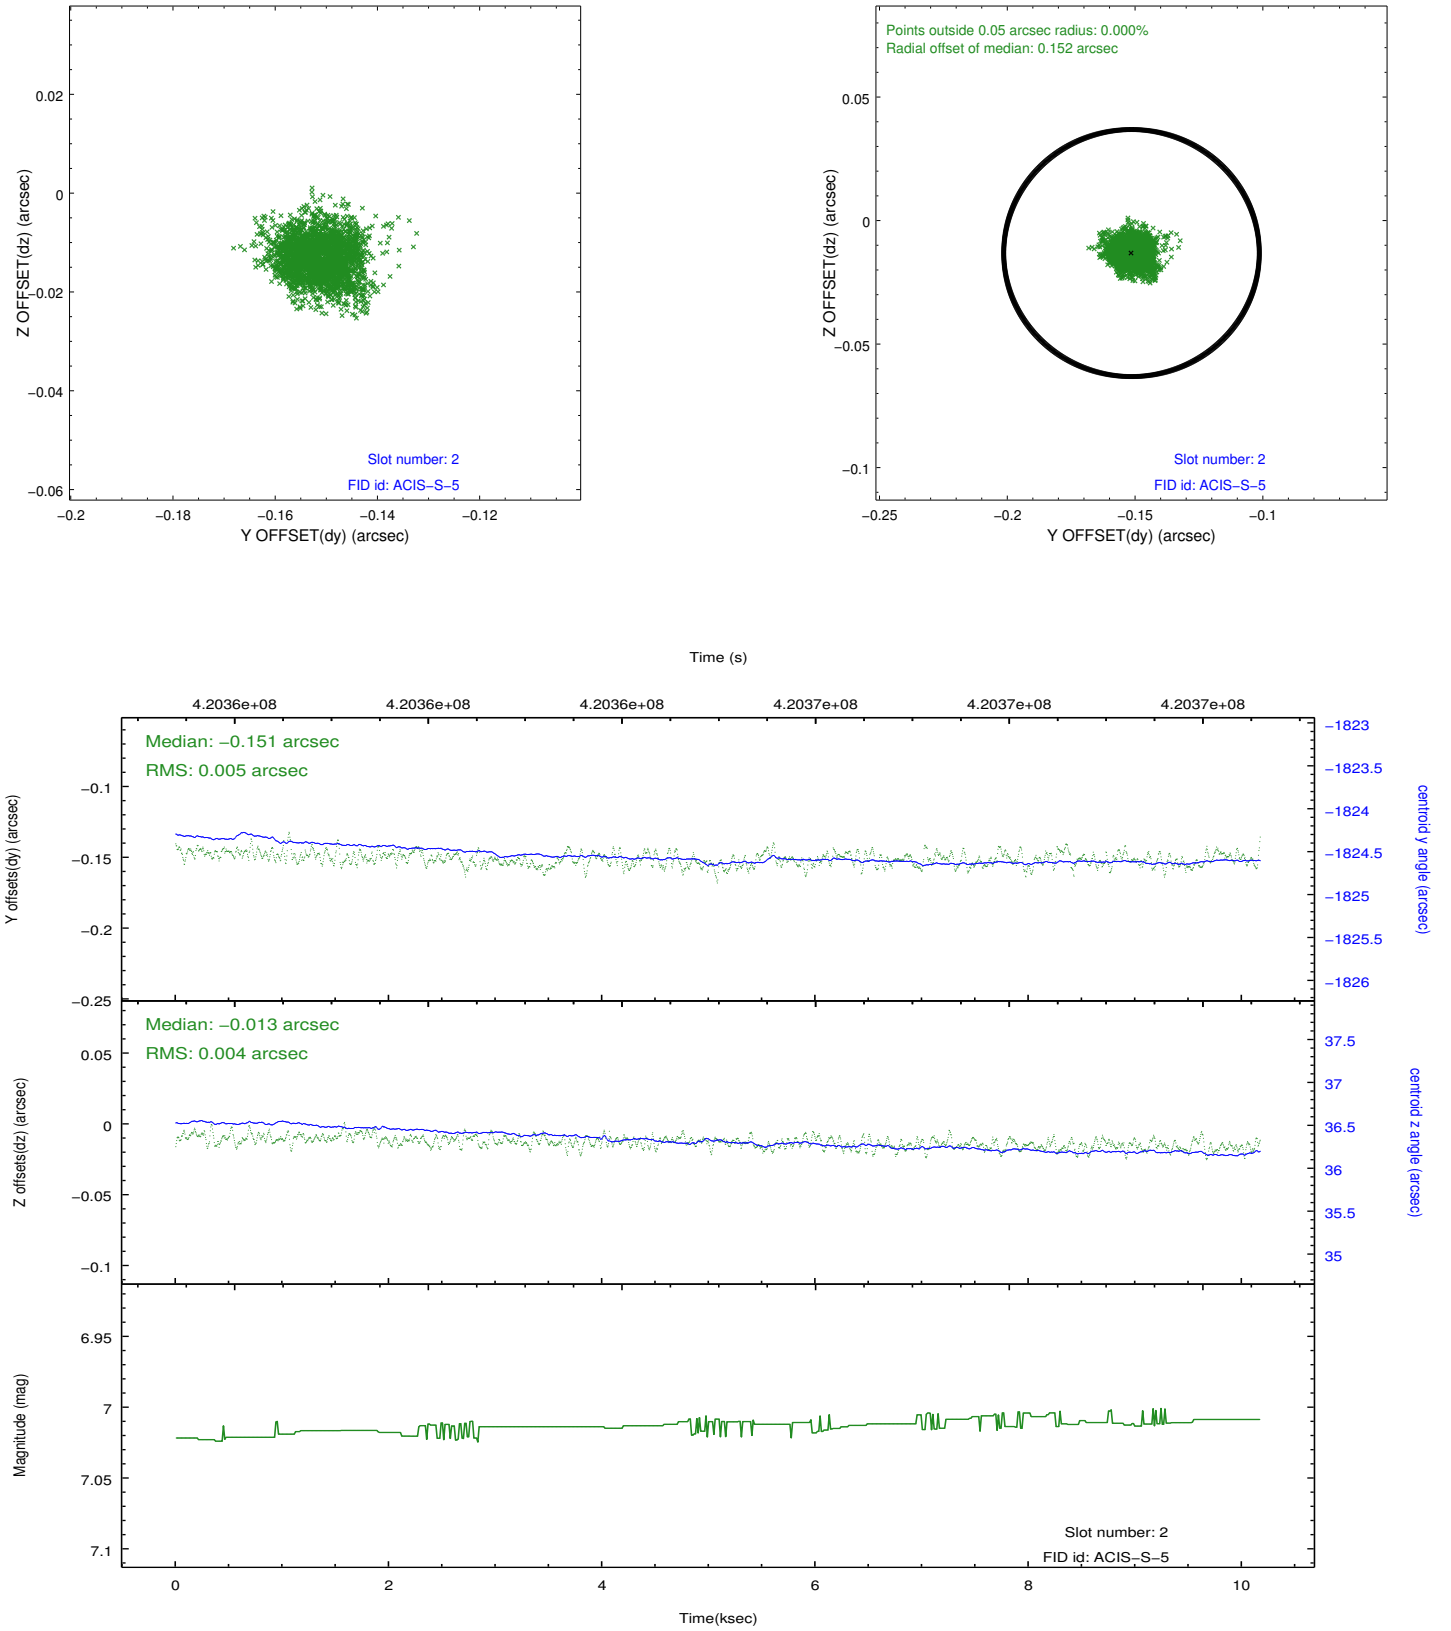 0.02
0
−0.02
−0.04
−0.06
Z OFFSET(dz) (arcsec)
Slot number: 2
FID id: ACIS−S−5
−0.2 −0.18 −0.16 −0.14 −0.12
Y OFFSET(dy) (arcsec)
Points outside 0.05 arcsec radius: 0.000%
Radial offset of median: 0.152 arcsec
0.05
0
−0.05
−0.1
Z OFFSET(dz) (arcsec)
Slot number: 2
FID id: ACIS−S−5
−0.25 −0.2 −0.15 −0.1
Y OFFSET(dy) (arcsec)
Time (s)
4.2036e+08 4.2036e+08 4.2036e+08 4.2037e+08 4.2037e+08 4.2037e+08
Median: −0.151 arcsec
RMS: 0.005 arcsec
−0.1
−0.15
−0.2
−0.25
Y offsets(dy) (arcsec)
−1823
−1823.5
−1824
−1824.5
−1825
−1825.5
−1826
centroid y angle (arcsec)
Median: −0.013 arcsec
RMS: 0.004 arcsec
0.05
0
−0.05
−0.1
Z offsets(dz) (arcsec)
37.5
37
36.5
36
35.5
35
centroid z angle (arcsec)
6.95
7
7.05
7.1
Magnitude (mag)
Slot number: 2
FID id: ACIS−S−5
0 2 4 6 8 10
Time(ksec)